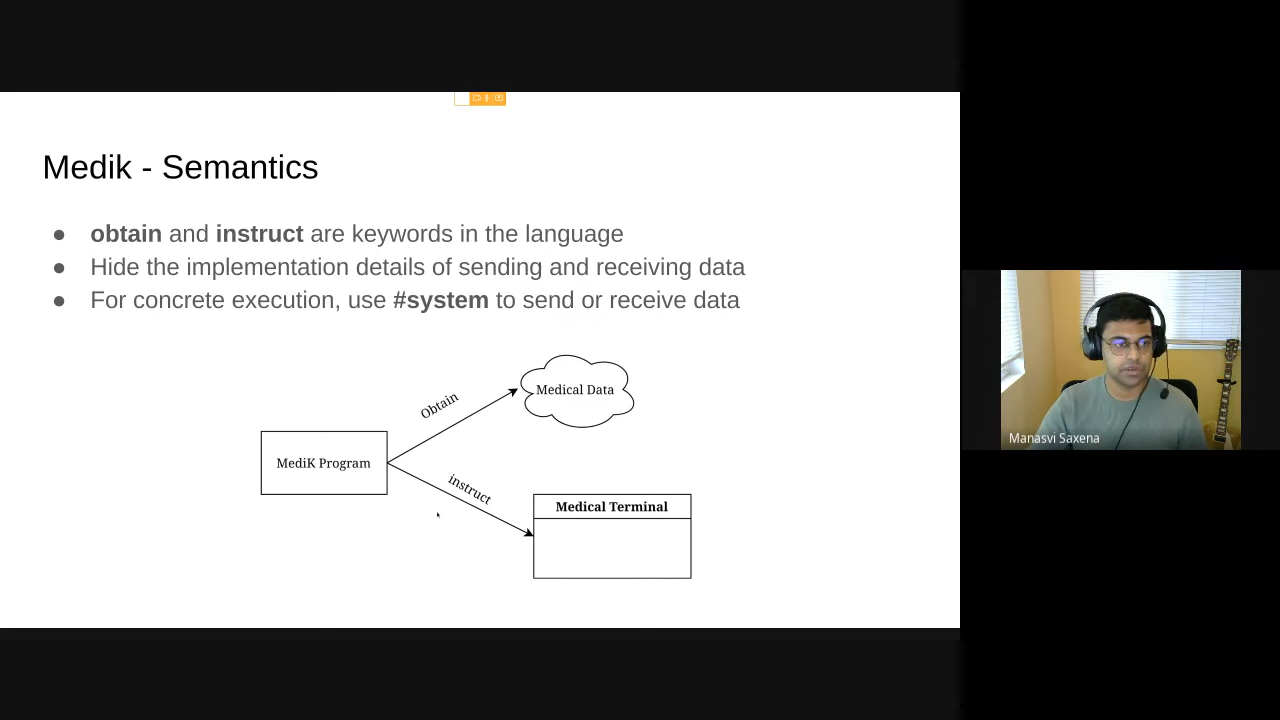 Medik - Semantics
● obtain and instruct are keywords in the language
● Hide the implementation details of sending and receiving data
● For concrete execution, use #system to send or receive data
Medical Data
Obtain
MediK Program
instruct
Medical Terminal
Manasvi Saxena